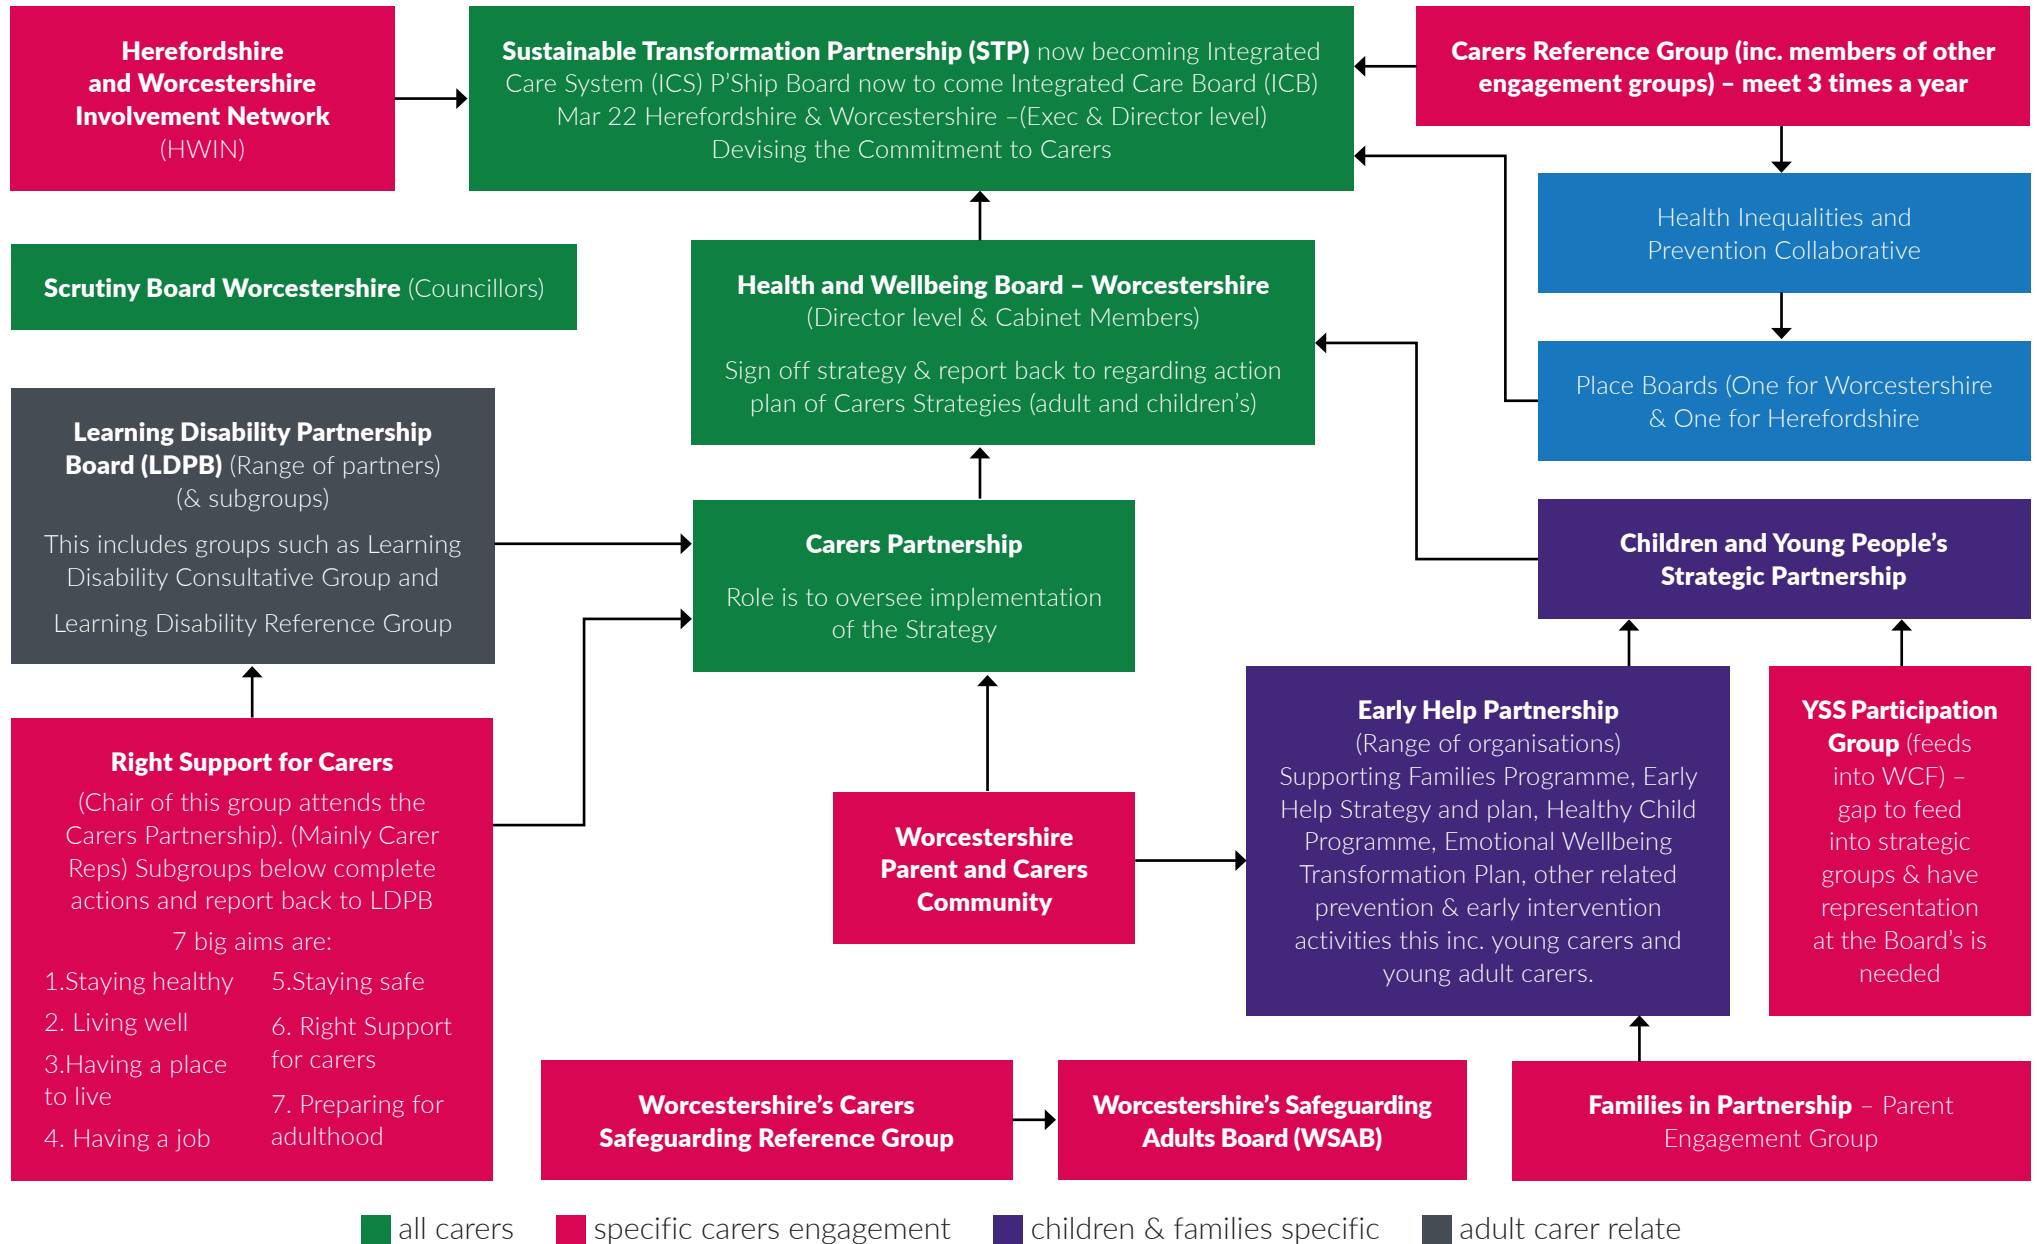 Herefordshire
and Worcestershire
Involvement Network
(HWIN)
Sustainable Transformation Partnership (STP) now becoming Integrated
Care System (ICS) P’Ship Board now to come Integrated Care Board (ICB)
Mar 22 Herefordshire & Worcestershire –(Exec & Director level)
Devising the Commitment to Carers
Carers Reference Group (inc. members of other
engagement groups) – meet 3 times a year
Health Inequalities and
Prevention Collaborative
Scrutiny Board Worcestershire (Councillors)
Health and Wellbeing Board – Worcestershire
(Director level & Cabinet Members)
Sign off strategy & report back to regarding action
plan of Carers Strategies (adult and children’s)
Place Boards (One for Worcestershire
& One for Herefordshire
Learning Disability Partnership
Board (LDPB) (Range of partners)
(& subgroups)
This includes groups such as Learning
Disability Consultative Group and
Learning Disability Reference Group
Carers Partnership
Role is to oversee implementation
of the Strategy
Children and Young People’s
Strategic Partnership
Right Support for Carers
(Chair of this group attends the
Carers Partnership). (Mainly Carer
Reps) Subgroups below complete
actions and report back to LDPB
7 big aims are:
1.Staying healthy
2. Living well
3.Having a place
to live
4. Having a job
5.Staying safe
6. Right Support
for carers
7. Preparing for
adulthood
Worcestershire
Parent and Carers
Community
Early Help Partnership
(Range of organisations)
Supporting Families Programme, Early
Help Strategy and plan, Healthy Child
Programme, Emotional Wellbeing
Transformation Plan, other related
prevention & early intervention
activities this inc. young carers and
young adult carers.
YSS Participation
Group (feeds
into WCF) –
gap to feed
into strategic
groups & have
representation
at the Board’s is
needed
Worcestershire’s Carers
Safeguarding Reference Group
Worcestershire’s Safeguarding
Adults Board (WSAB)
Families in Partnership – Parent
Engagement Group
all carers
specific carers engagement
children & families specific
adult carer relate